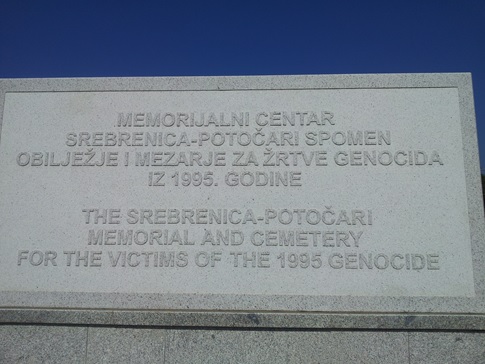 MEMORIJALNI CENTAR
SREBRENICA-POTOČARI SPOMEN
OBILJEŽJE I MEZARJE ZA ŽRTVE GENOCIDA
IZ 1995. GODINE
THE SREBRENICA-POTOČARI
MEMORIAL AND CEMETERY
FOR THE VICTIMS OF THE 1995 GENOCIDE